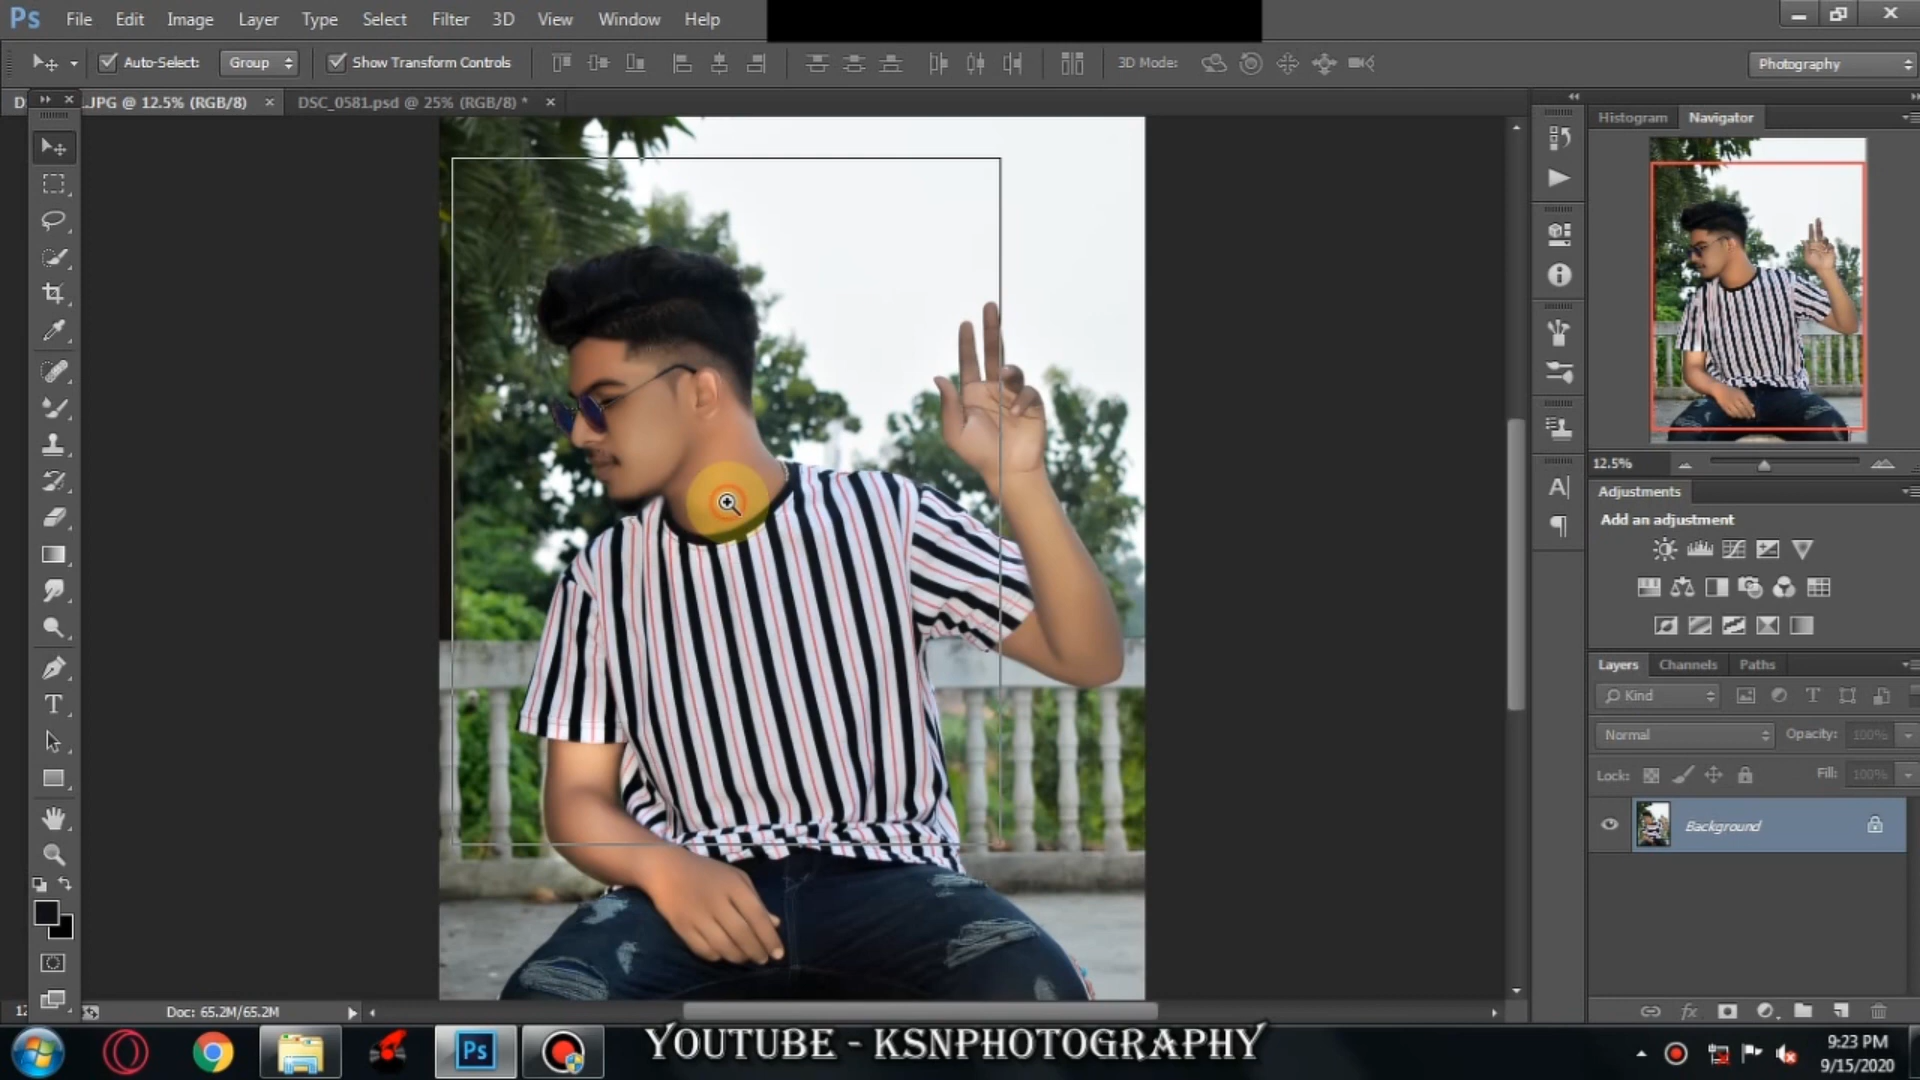 Ps File Edit Image Layer Type Select Filter 3D View Window Help
Auto-Select: Group Show Transform Controls 3D Mode: Photography
.JPG @ 12.5% (RGB/8) × DSC_0581.psd @ 25% (RGB/8) * ×
Histogram Navigator
12.5%
Adjustments
Add an adjustment
Layers Channels Paths
Kind
Normal Opacity: 100%
Lock: Fill: 100%
Background
Doc: 65.2M/65.2M
YOUTUBE - KSNPHOTOGRAPHY
Ps
9:23 PM
9/15/2020